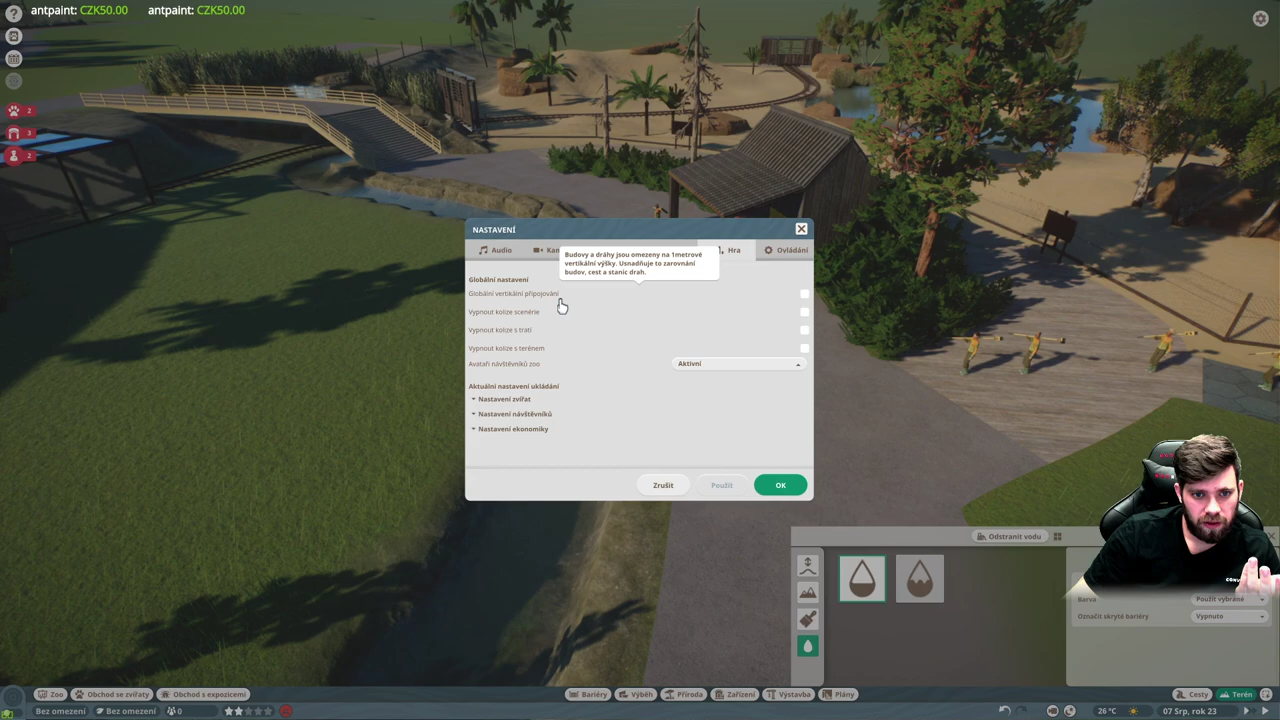 antpaint: CZK50.00 antpaint: CZK50.00
2
3
2
NASTAVENÍ
Audio Kam Hra Ovládání
Budovy a dráhy jsou omezeny na 1metrové
vertikální výšky. Usnadňuje to zarovnání
budov, cest a stanic drah.
Globální nastavení
Globální vertikální připojování
Vypnout kolize scenérie
Vypnout kolize s tratí
Vypnout kolize s terénem
Avataři návštěvníků zoo Aktivní
Aktuální nastavení ukládání
Nastavení zvířat
Nastavení návštěvníků
Nastavení ekonomiky
Zrušit Použít OK
Odstranit vodu
Barva Použít vybrané
Označit skryté bariéry Vypnuto
Zoo Obchod se zvířaty Obchod s expozicemi Bariéry Výběh Příroda Zařízení Výstavba Plány Cesty Terén
Bez omezení Bez omezení 0 26 °C 07 Srp, rok 23